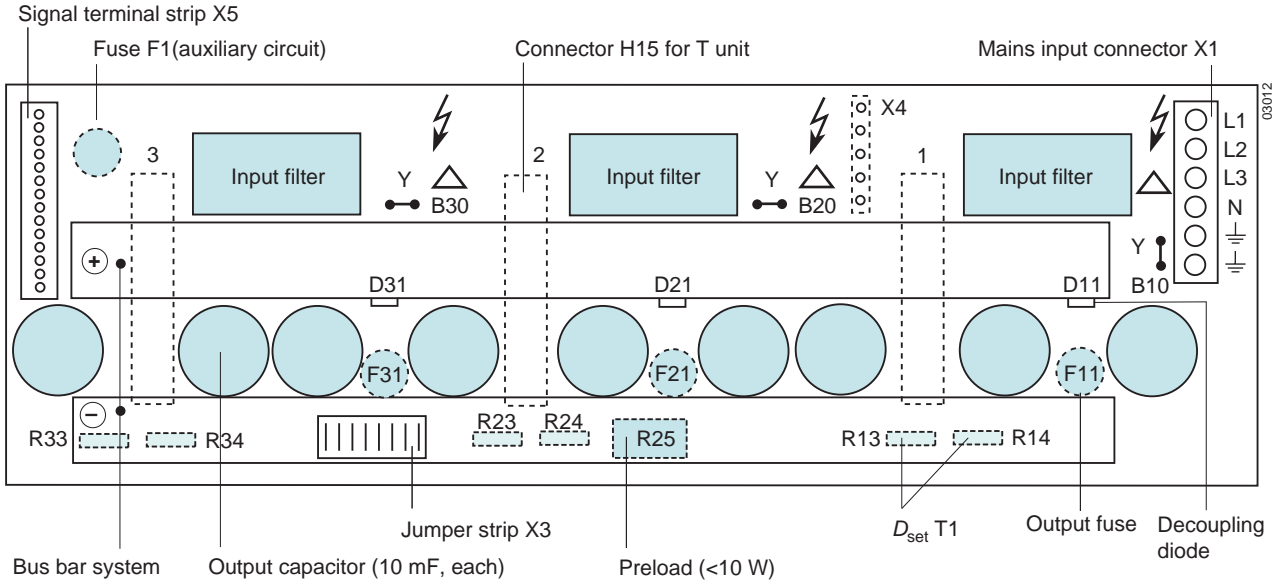 Signal terminal strip X5
Fuse F1(auxiliary circuit)
Connector H15 for T unit
Mains input connector X1
03012
X4
L1
L2
L3
N
3
2
1
Input filter
Input filter
Input filter
Y
B30
Y
B20
Y
B10
+
D31
D21
D11
F31
F21
F11
−
R33
R34
R23
R24
R25
R13
R14
Jumper strip X3
Dset T1
Output fuse
Decoupling
diode
Bus bar system
Output capacitor (10 mF, each)
Preload (<10 W)